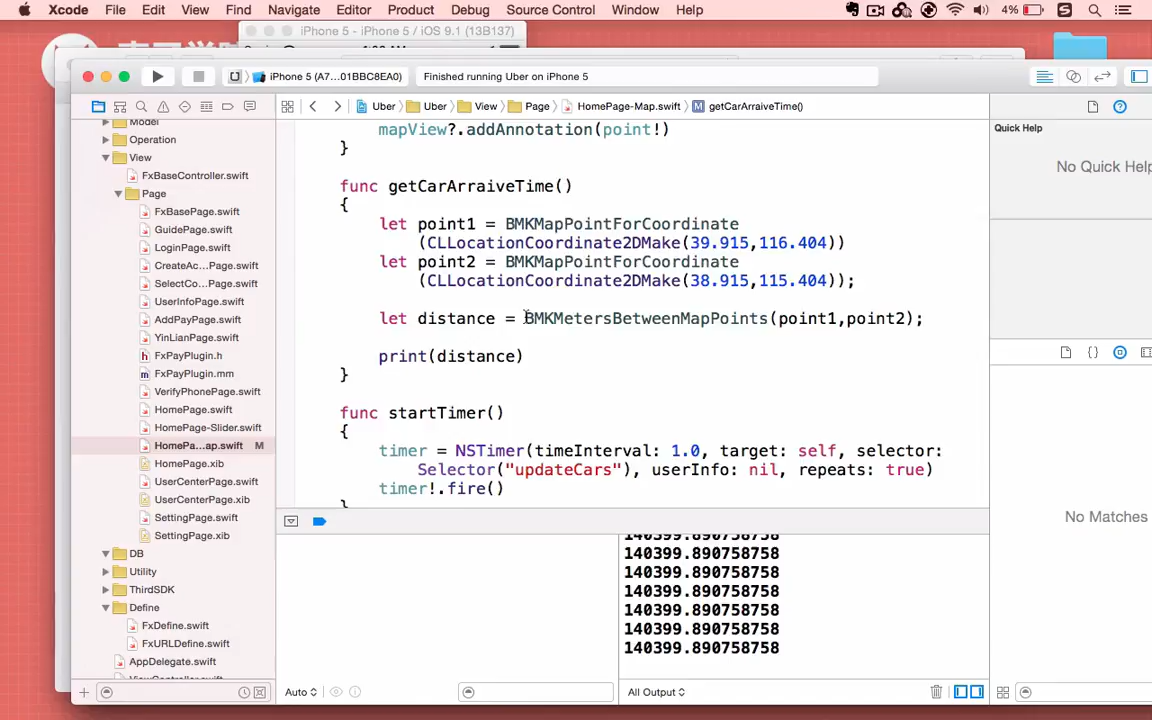 Xcode File Edit View Find Navigate Editor Product Debug Source Control Window Help 4%
iPhone 5 - iPhone 5 / iOS 9.1 (13B137)
iPhone 5 (A7...01BBC8EA0) Finished running Uber on iPhone 5
Uber Uber View Page HomePage-Map.swift M getCarArraiveTime()
Model
Operation
View
FxBaseController.swift
Page
FxBasePage.swift
GuidePage.swift
LoginPage.swift
CreateAc...Page.swift
SelectCo...Page.swift
UserInfoPage.swift
AddPayPage.swift
YinLianPage.swift
FxPayPlugin.h
FxPayPlugin.mm
VerifyPhonePage.swift
HomePage.swift
HomePage-Slider.swift
HomePa...ap.swift M
HomePage.xib
UserCenterPage.swift
UserCenterPage.xib
SettingPage.swift
SettingPage.xib
DB
Utility
ThirdSDK
Define
FxDefine.swift
FxURLDefine.swift
AppDelegate.swift
ViewController.swift
mapView?.addAnnotation(point!)
}
func getCarArraiveTime()
{
let point1 = BMKMapPointForCoordinate
(CLLocationCoordinate2DMake(39.915,116.404))
let point2 = BMKMapPointForCoordinate
(CLLocationCoordinate2DMake(38.915,115.404));
let distance = BMKMetersBetweenMapPoints(point1,point2);
print(distance)
}
func startTimer()
{
timer = NSTimer(timeInterval: 1.0, target: self, selector:
Selector("updateCars"), userInfo: nil, repeats: true)
timer!.fire()
}
140399.890758758
140399.890758758
140399.890758758
140399.890758758
140399.890758758
140399.890758758
140399.890758758
Auto
All Output
Quick Help
No Quick Help
No Matches